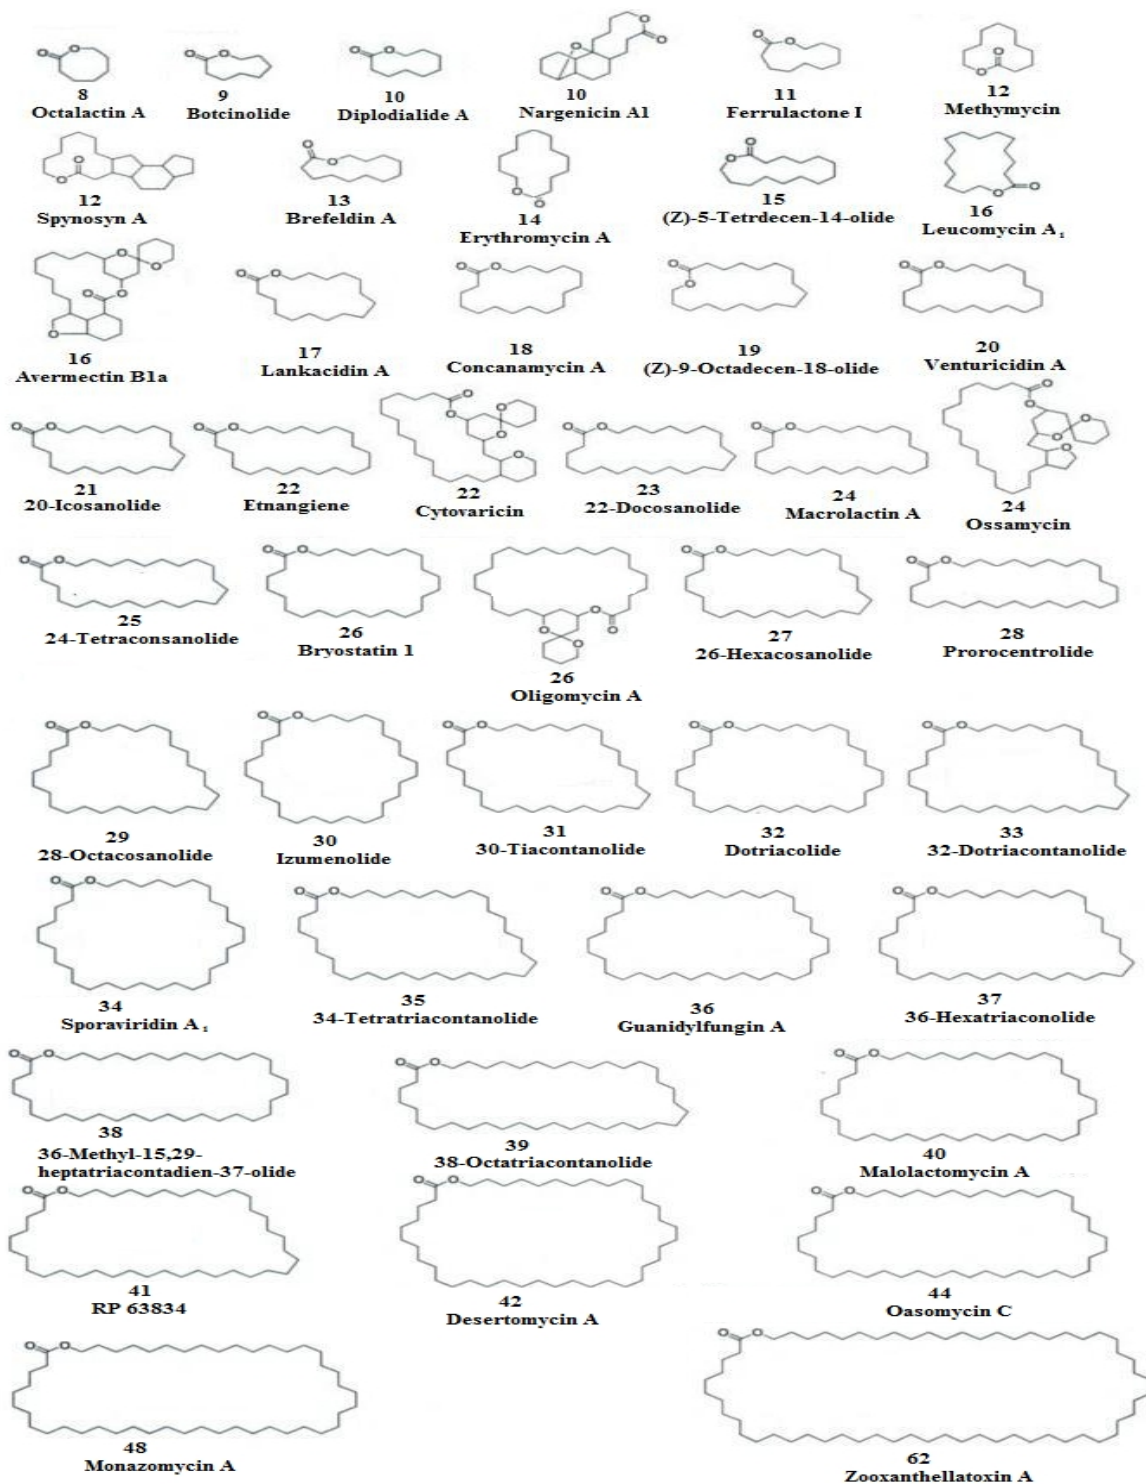 8
Octalactin A
9
Botcinolide
10
Diplodialide A
10
Nargenicin A1
11
Ferrulactone I
12
Methymycin
12
Spynosyn A
13
Brefeldin A
14
Erythromycin A
15
(Z)-5-Tetrdecen-14-olide
16
Leucomycin A₁
16
Avermectin B1a
17
Lankacidin A
18
Concanamycin A
19
(Z)-9-Octadecen-18-olide
20
Venturicidin A
21
20-Icosanolide
22
Etnangiene
22
Cytovaricin
23
22-Docosanolide
24
Macrolactin A
24
Ossamycin
25
24-Tetraconsanolide
26
Bryostatin 1
26
Oligomycin A
27
26-Hexacosanolide
28
Prorocentrolide
29
28-Octacosanolide
30
Izumenolide
31
30-Tiacontanolide
32
Dotriacolide
33
32-Dotriacontanolide
34
Sporaviridin A₁
35
34-Tetratriacontanolide
36
Guanidylfungin A
37
36-Hexatriaconolide
38
36-Methyl-15,29-
heptatriacontadien-37-olide
39
38-Octatriacontanolide
40
Malolactomycin A
41
RP 63834
42
Desertomycin A
44
Oasomycin C
48
Monazomycin A
62
Zooxanthellatoxin A